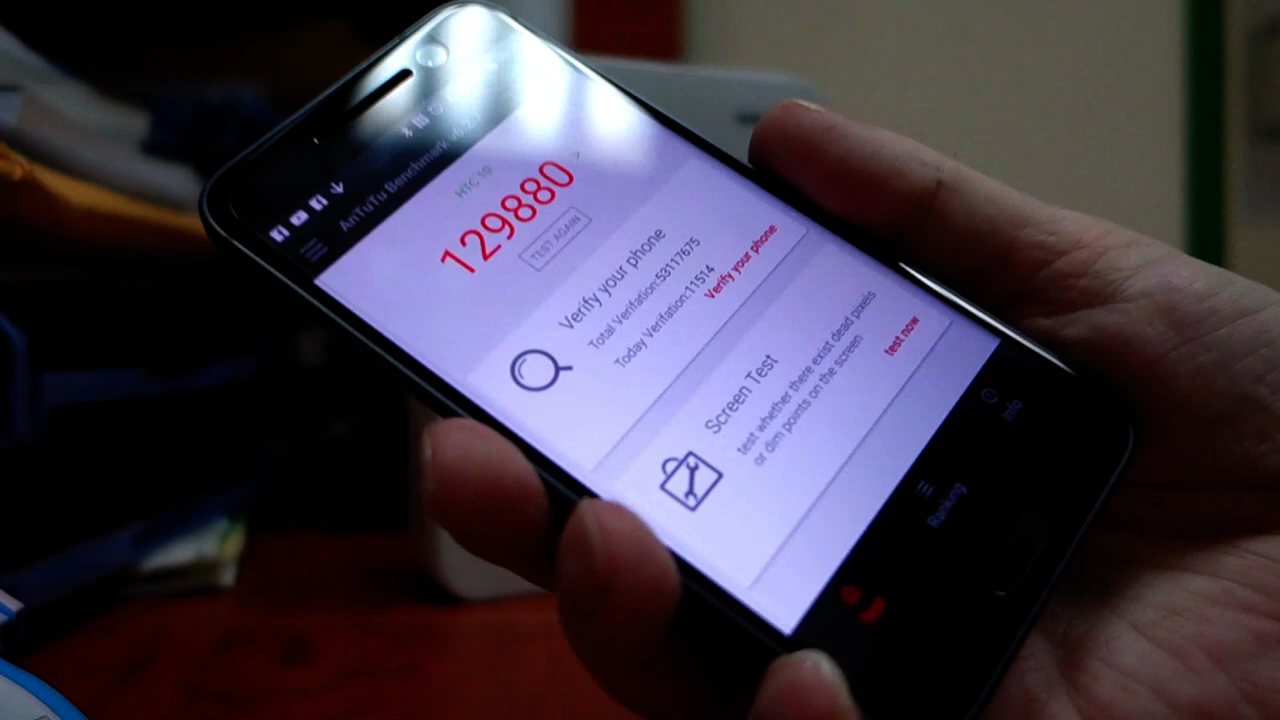 AnTuTu Benchmark
HTC 10
129880
TEST AGAIN
Verify your phone
Total Verifation:53117675
Today Verifation:11514
Verify your phone
Screen Test
test whether there exist dead pixels
or dim points on the screen
test now
Ranking
Info